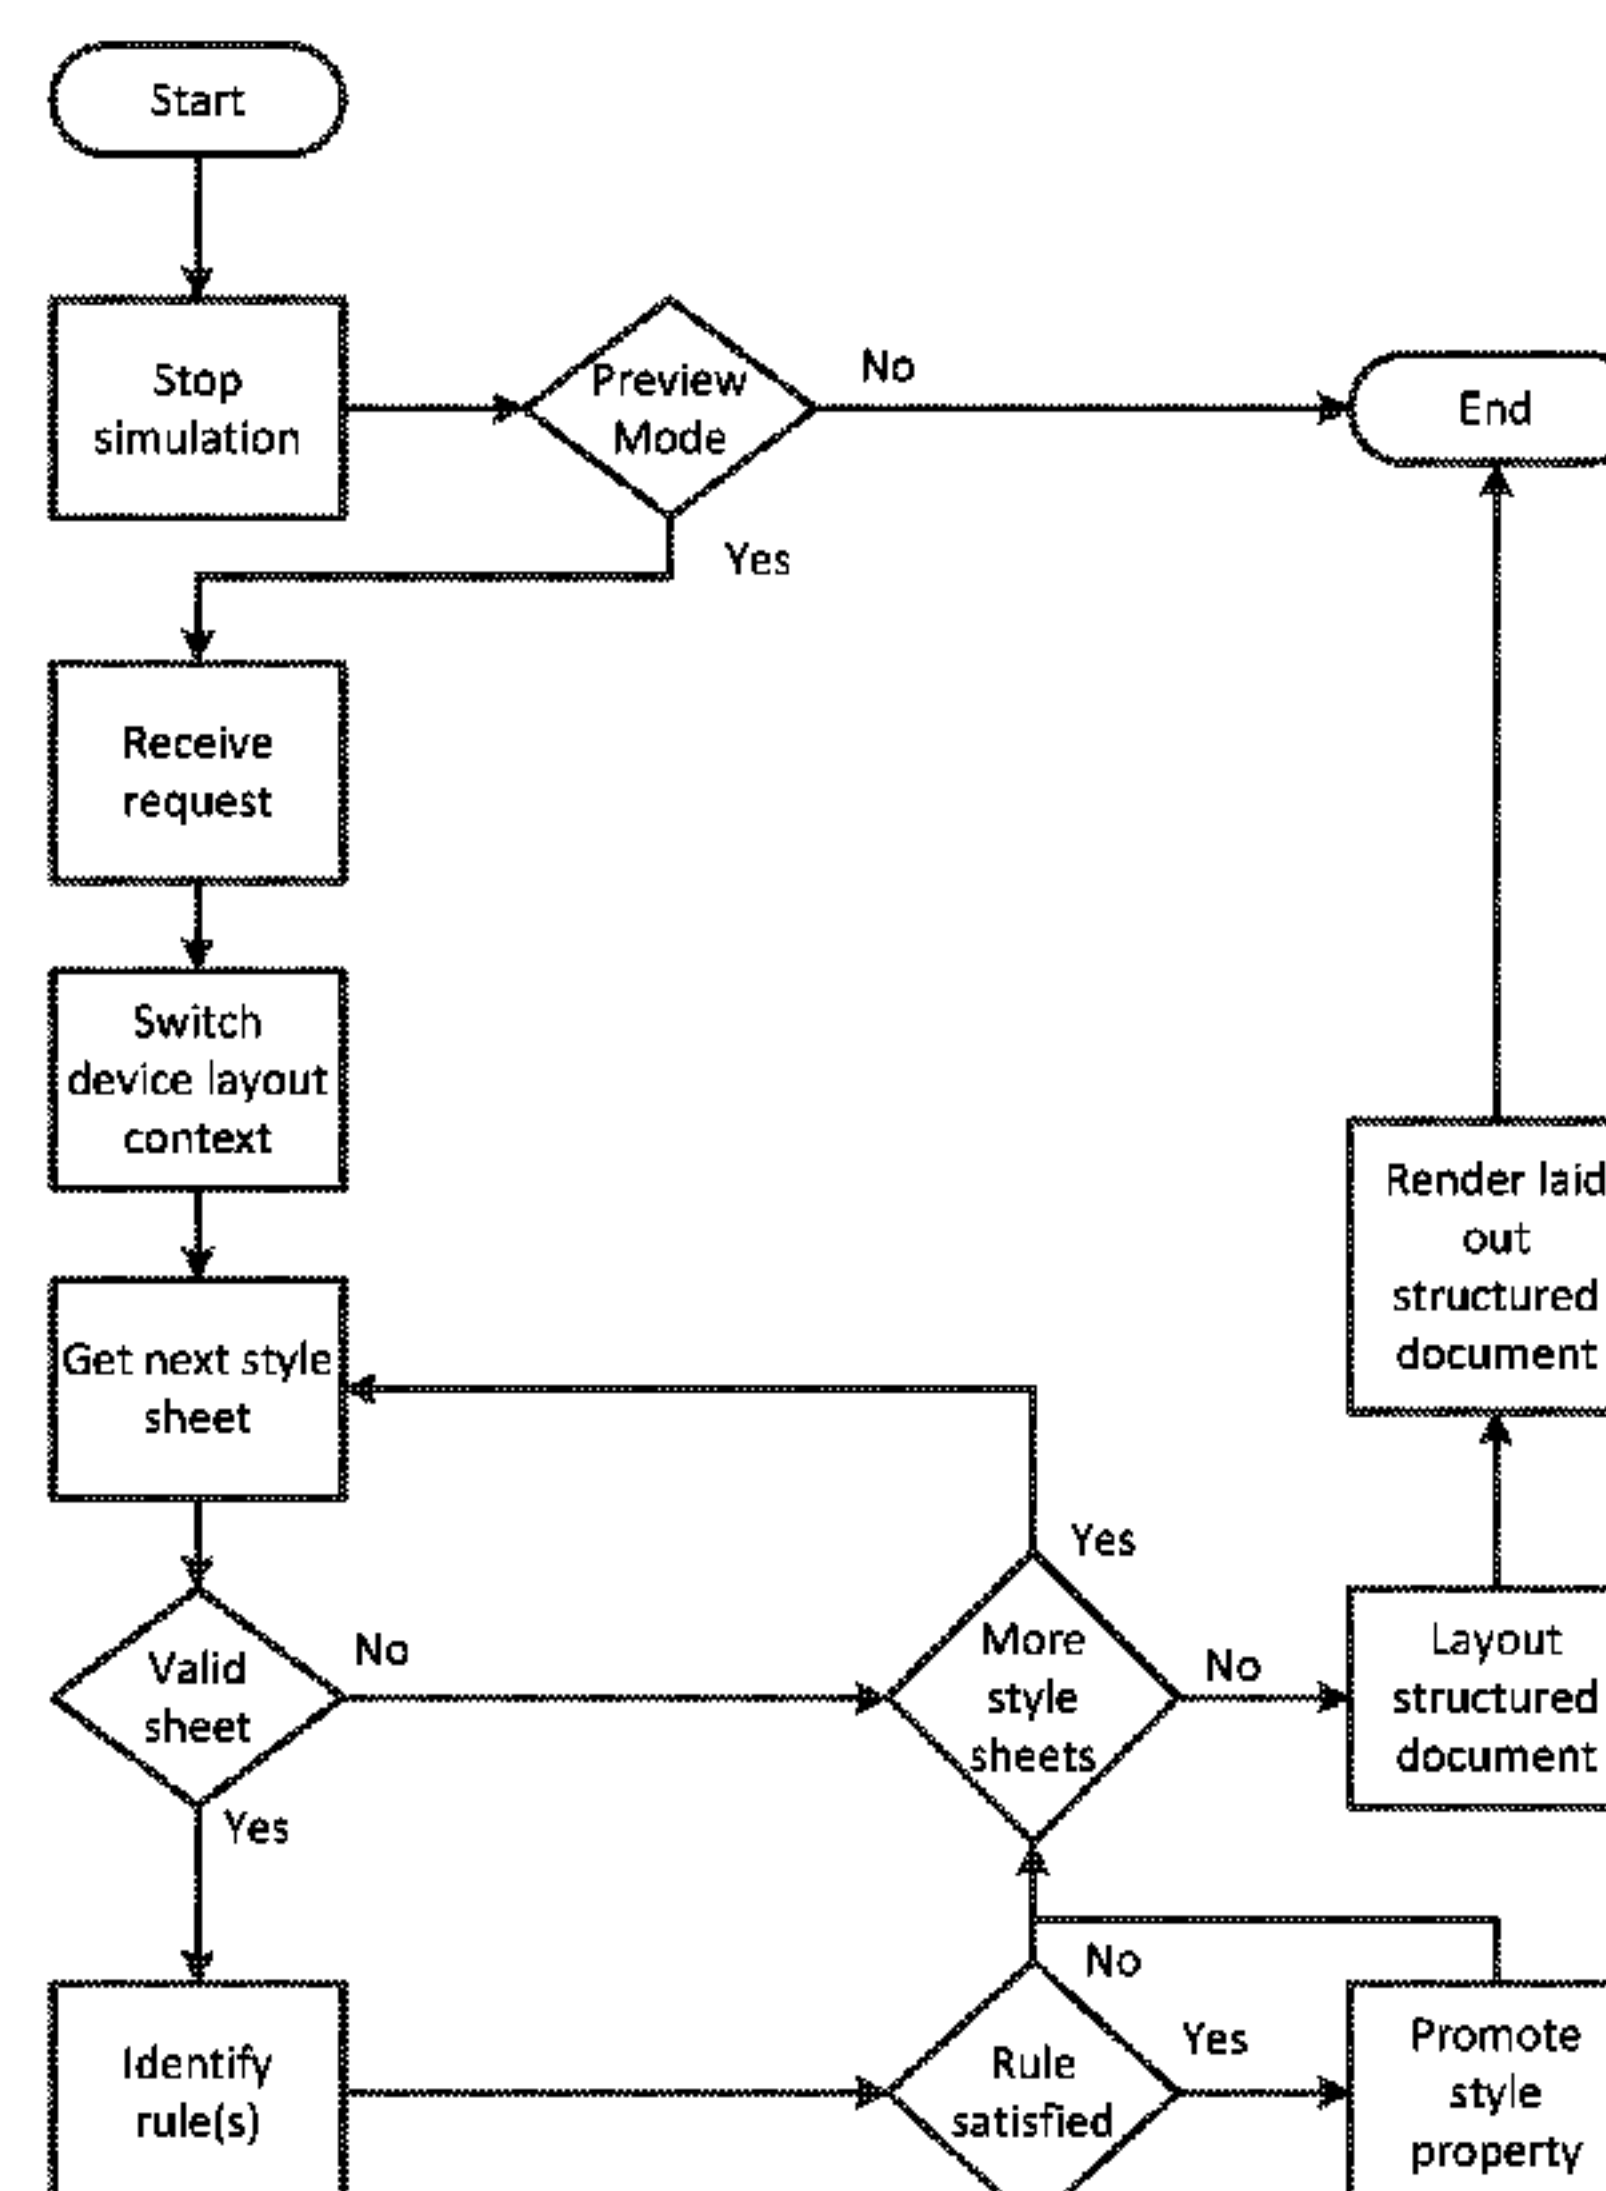 Start
Stop
simulation
Preview
Mode
No
End
Yes
Receive
request
Switch
device layout
context
Render laid
out
structured
document
Get next style
sheet
Yes
Valid
sheet
No
More
style
sheets
No
Layout
structured
document
Yes
No
Identify
rule(s)
Rule
satisfied
Yes
Promote
style
property